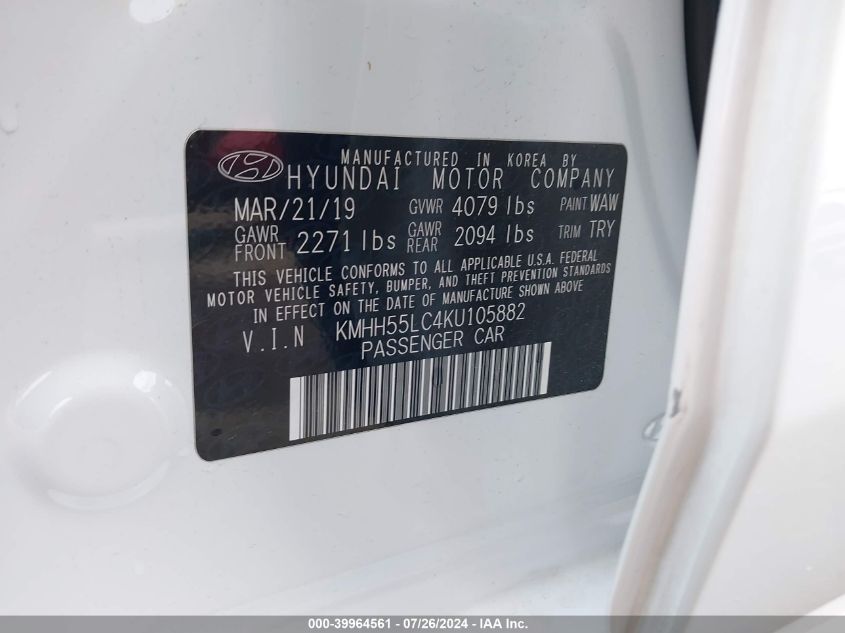 MANUFACTURED IN KOREA BY
HYUNDAI MOTOR COMPANY
MAR/21/19 GVWR 4079 lbs PAINT WAW
GAWR FRONT 2271 lbs GAWR REAR 2094 lbs TRIM TRY
THIS VEHICLE CONFORMS TO ALL APPLICABLE U.S.A. FEDERAL
MOTOR VEHICLE SAFETY, BUMPER, AND THEFT PREVENTION STANDARDS
IN EFFECT ON THE DATE OF MANUFACTURE SHOWN ABOVE
V.I.N KMHH55LC4KU105882
PASSENGER CAR
000-39964561 - 07/26/2024 - IAA Inc.